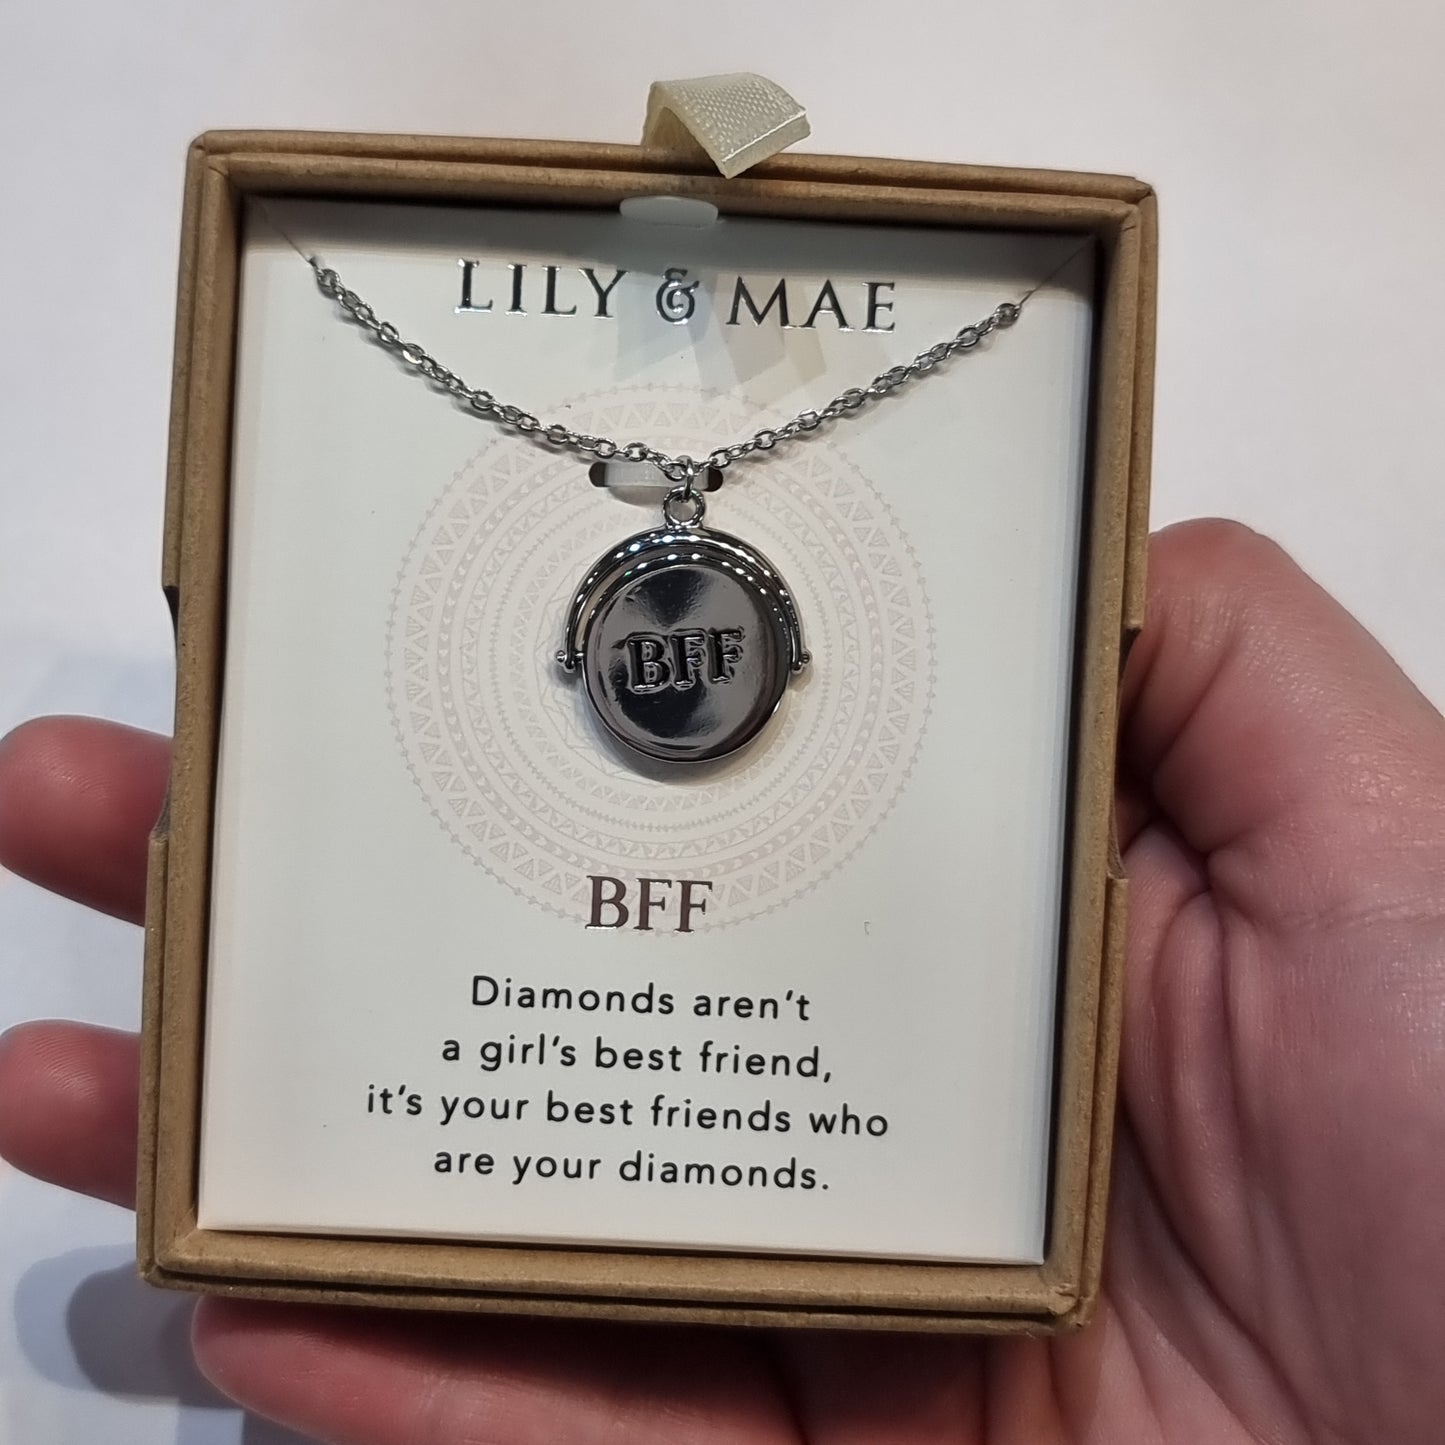 LILY & MAE
BFF
BFF
Diamonds aren't
a girl's best friend,
it's your best friends who
are your diamonds.